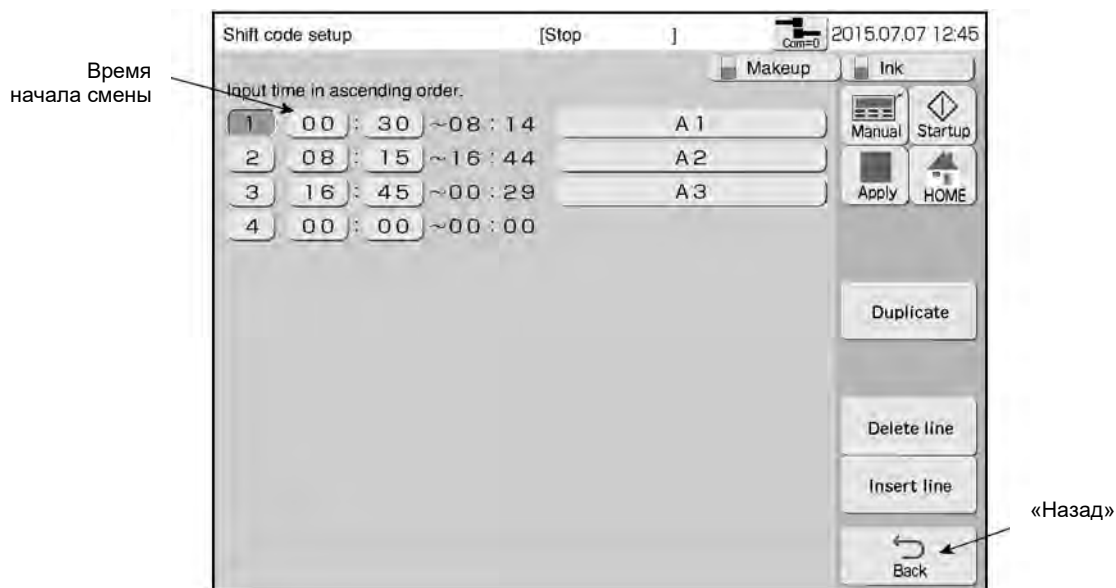 Shift code setup [Stop ] Com=0 2015.07.07 12:45
Makeup Ink
Время
начала смены
Input time in ascending order.
Manual Startup
1 00 : 30 ~08 : 14 A1
2 08 : 15 ~16 : 44 A2
3 16 : 45 ~00 : 29 A3
Apply HOME
4 00 : 00 ~00 : 00
Duplicate
Delete line
Insert line
«Назад»
Back